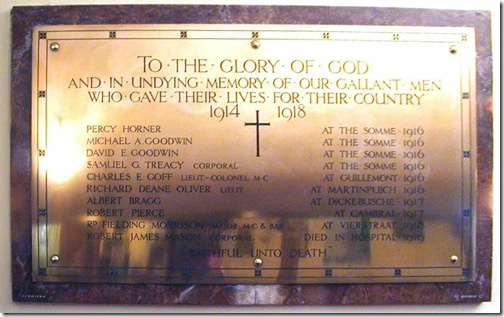 TO·THE·GLORY·OF·GOD
AND·IN·UNDYING·MEMORY·OF·OUR·GALLANT·MEN
WHO·GAVE·THEIR·LIVES·FOR·THEIR·COUNTRY
1914 1918
PERCY HORNER AT THE SOMME 1916
MICHAEL A. GOODWIN AT THE SOMME 1916
DAVID E. GOODWIN AT THE SOMME 1916
SAMUEL G. TREACY CORPORAL AT THE SOMME 1916
CHARLES E. GOFF LIEUT-COLONEL M·C AT GUILLEMONT 1916
RICHARD DEANE OLIVER LIEUT AT MARTINPUICH 1916
ALBERT BRAGG AT DICKEBUSCHE 1917
ROBERT PIERCE AT CAMBRAI 1917
RD. FIELDING MORRISON MAJOR M·C & BAR AT VIERSTRAAT 1918
ROBERT JAMES MASON CORPORAL DIED IN HOSPITAL
"FAITHFUL UNTO DEATH"